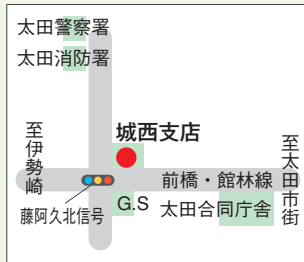 太田警察署
太田消防署
城西支店
至伊勢崎
至太田市街
前橋・館林線
藤阿久北信号
G.S
太田合同庁舎